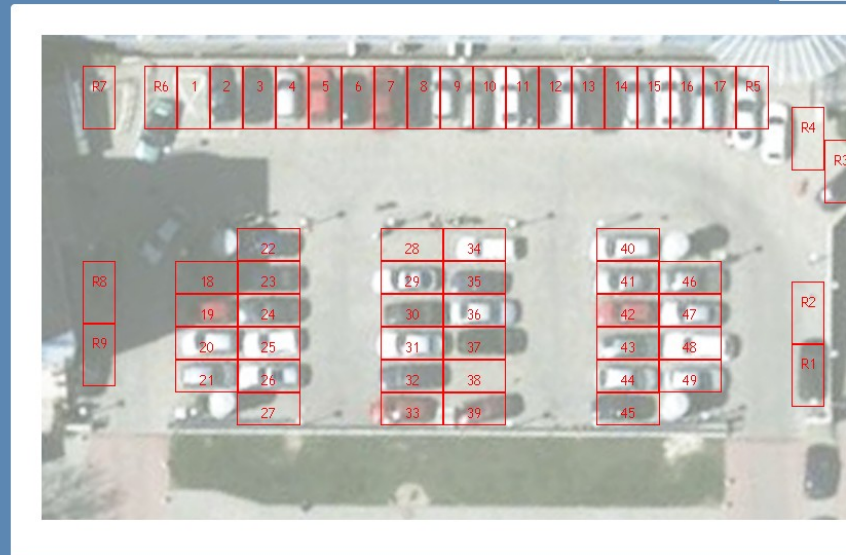 R7 R6 1 2 3 4 5 6 7 8 9 10 11 12 13 14 15 16 17 R5
R4
R3
22 28 34 40
R8 18 23 29 35 41 46
19 24 30 36 42 47 R2
R9 20 25 31 37 43 48
21 26 32 38 44 49 R1
27 33 39 45